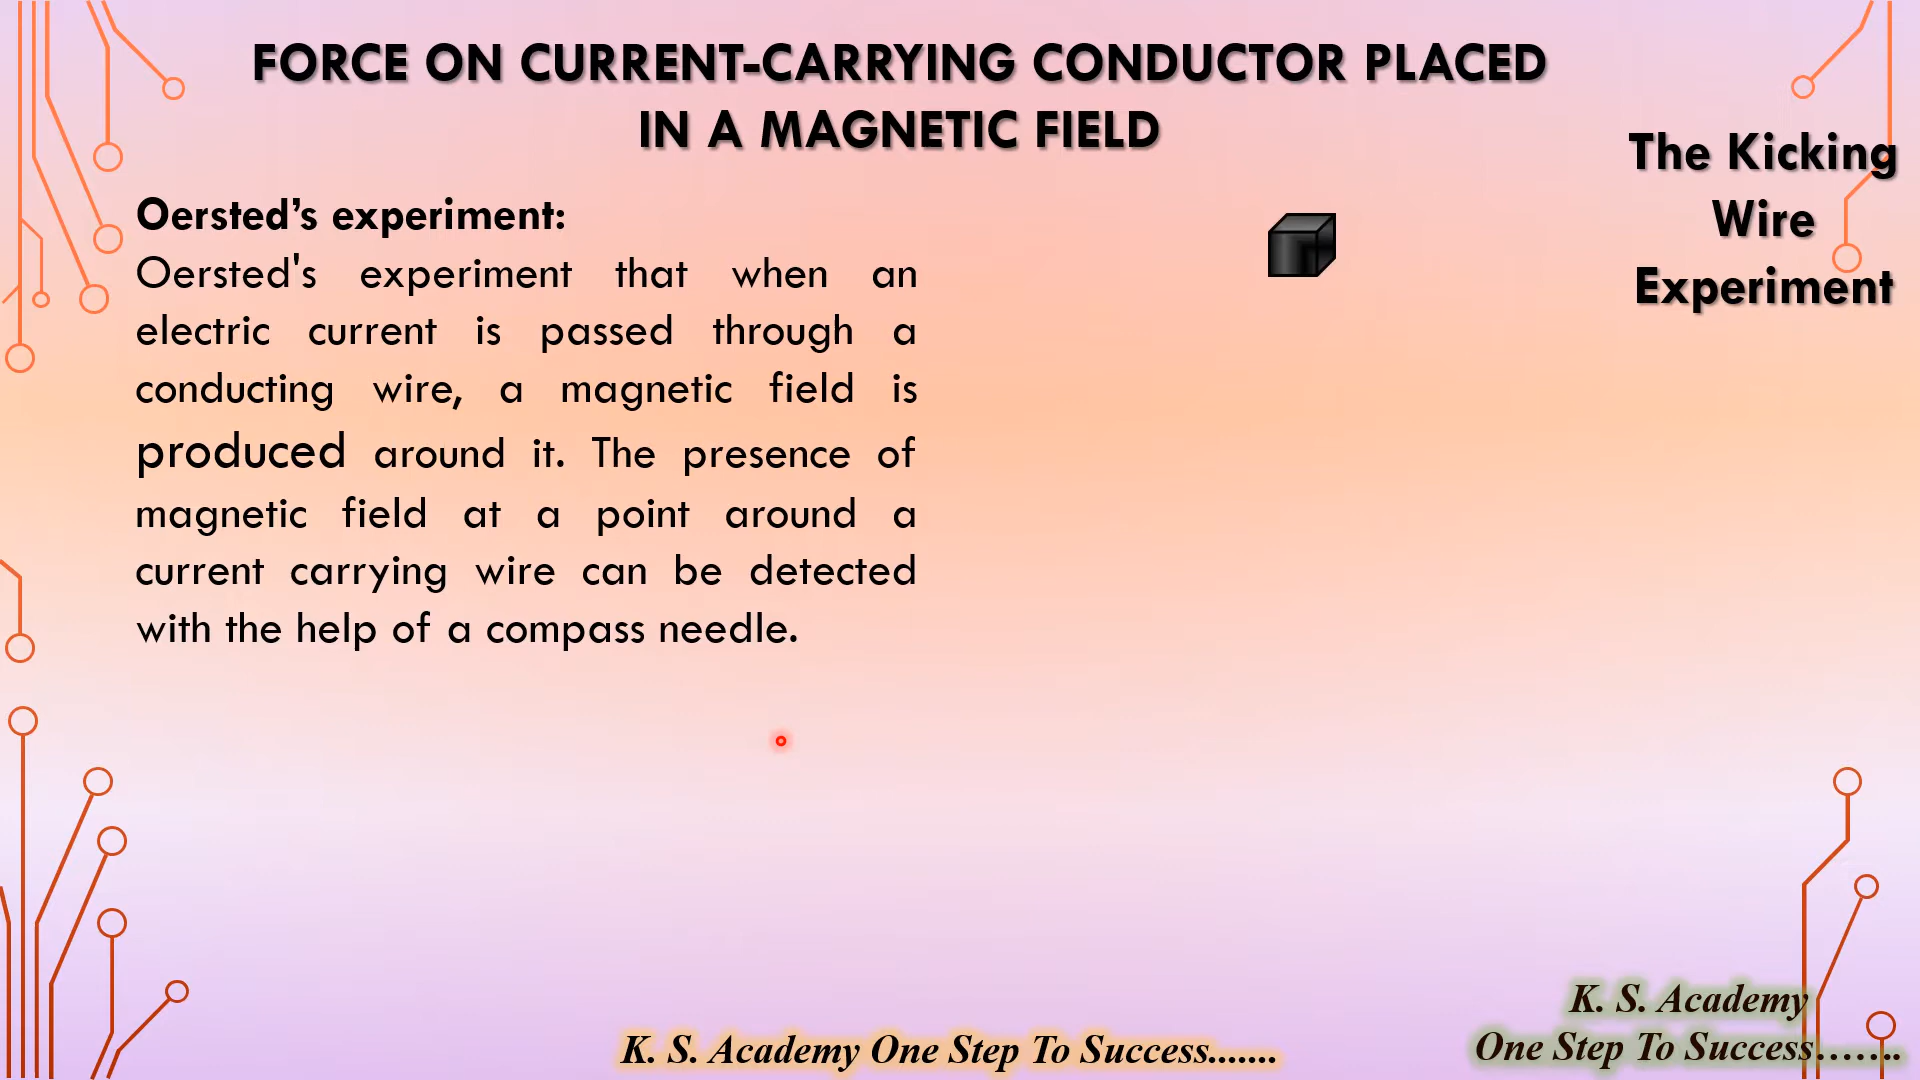 FORCE ON CURRENT-CARRYING CONDUCTOR PLACED
IN A MAGNETIC FIELD
The Kicking
Wire
Experiment
Oersted’s experiment:
Oersted's experiment that when an
electric current is passed through a
conducting wire, a magnetic field is
produced around it. The presence of
magnetic field at a point around a
current carrying wire can be detected
with the help of a compass needle.
K. S. Academy
One Step To Success…….
K. S. Academy One Step To Success.......